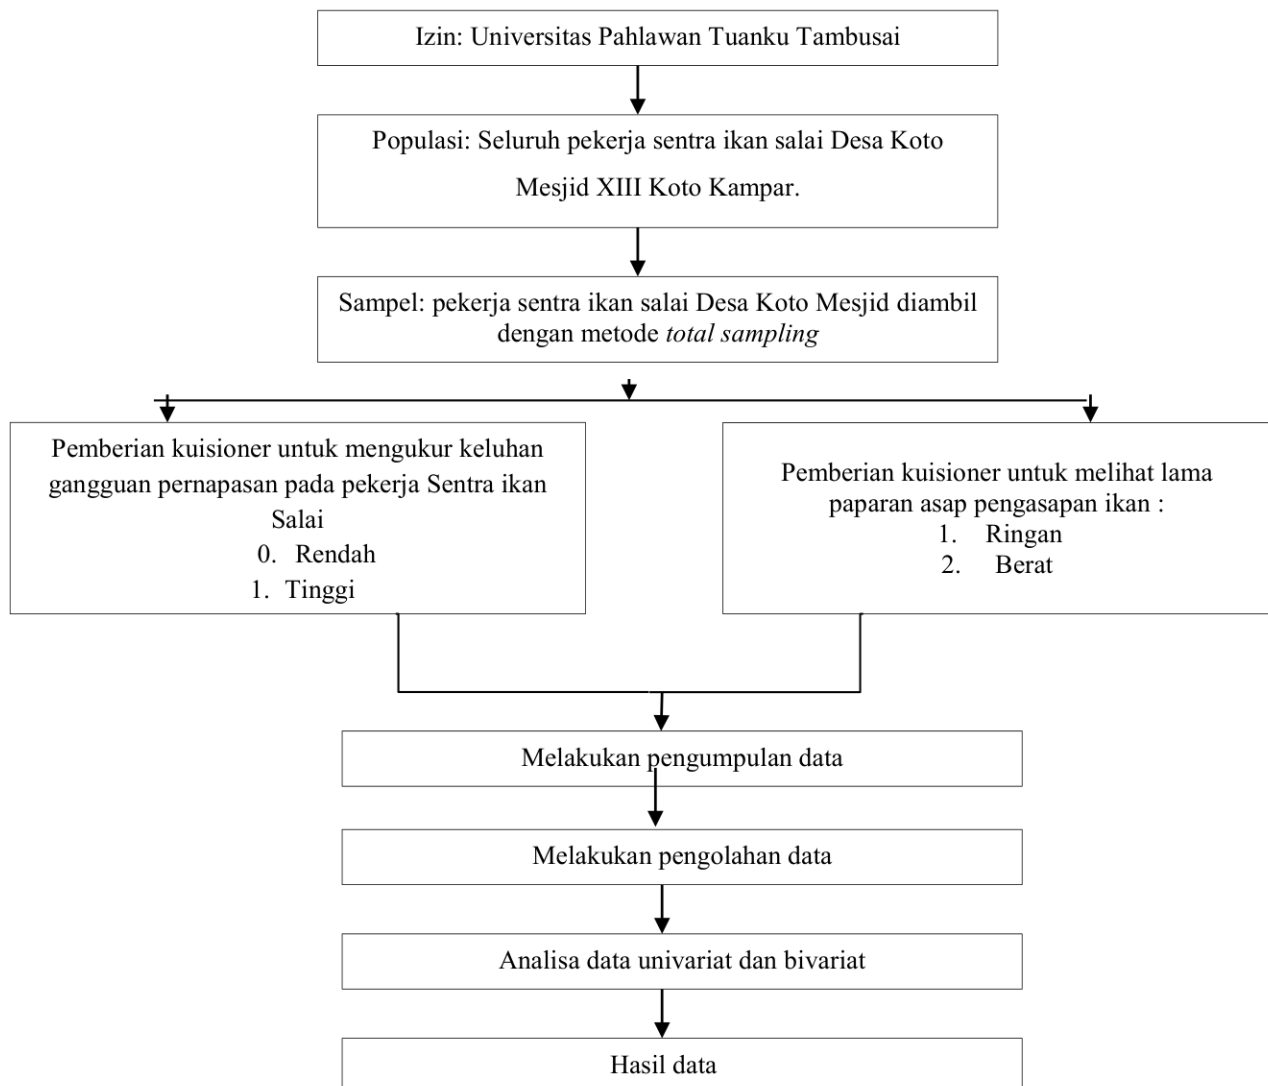 Izin: Universitas Pahlawan Tuanku Tambusai
Populasi: Seluruh pekerja sentra ikan salai Desa Koto
Mesjid XIII Koto Kampar.
Sampel: pekerja sentra ikan salai Desa Koto Mesjid diambil
dengan metode total sampling
Pemberian kuisioner untuk mengukur keluhan
gangguan pernapasan pada pekerja Sentra ikan
Salai
0. Rendah
1. Tinggi
Pemberian kuisioner untuk melihat lama
paparan asap pengasapan ikan :
1. Ringan
2. Berat
Melakukan pengumpulan data
Melakukan pengolahan data
Analisa data univariat dan bivariat
Hasil data